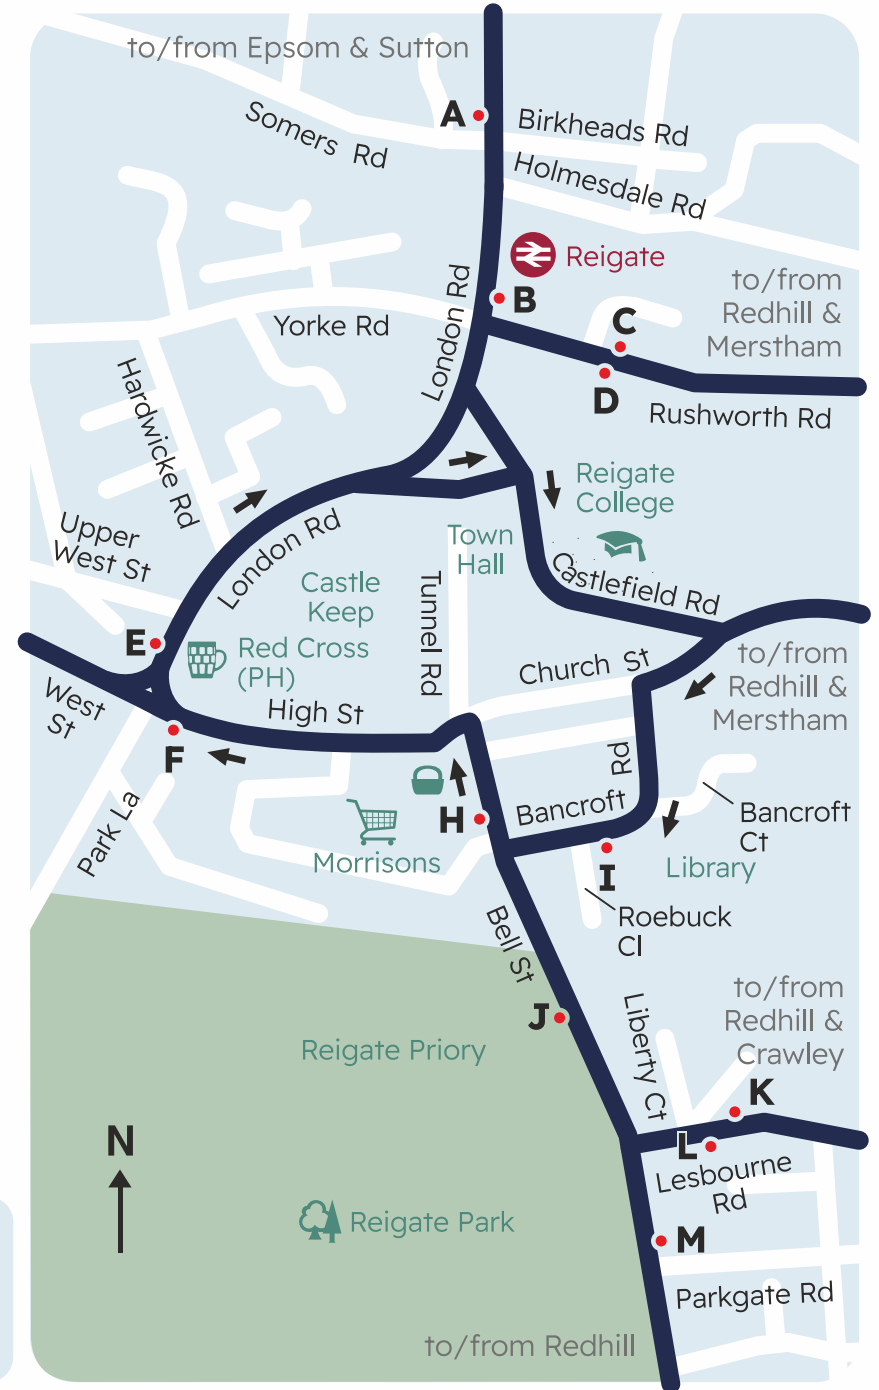 to/from Epsom & Sutton
A
Birkheads Rd
Somers Rd
Holmesdale Rd
Reigate
to/from
Redhill &
Merstham
B
London Rd
C
Yorke Rd
D
Rushworth Rd
Hardwicke Rd
Reigate
College
Upper
West St
London Rd
Town
Hall
Castlefield Rd
Castle
Keep
Tunnel Rd
E
Red Cross
(PH)
Church St
to/from
Redhill &
Merstham
West
St
High St
F
Rd
Bancroft
H
Bancroft
Ct
Park La
Morrisons
I
Library
Roebuck
Cl
Bell St
to/from
Redhill &
Crawley
J
Liberty Ct
Reigate Priory
K
N
L
Lesbourne
Rd
Reigate Park
M
Parkgate Rd
to/from Redhill